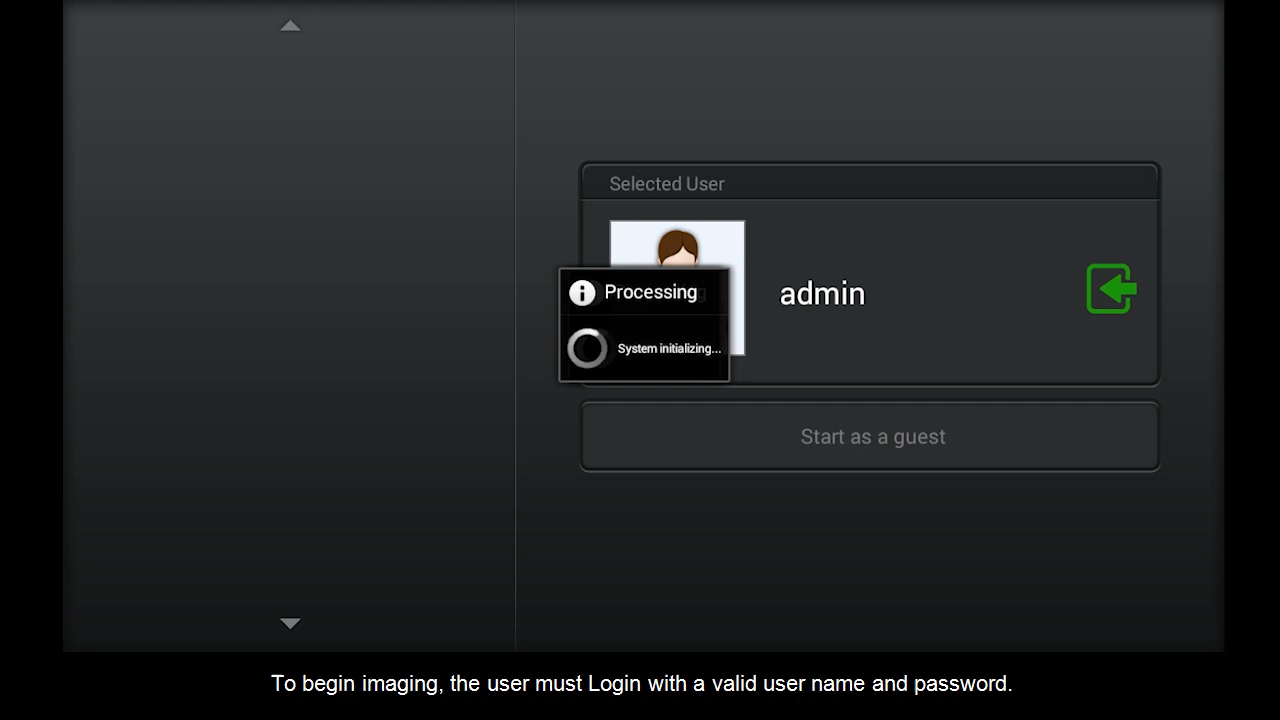 Selected User
Processing
admin
System initializing...
Start as a guest
To begin imaging, the user must Login with a valid user name and password.